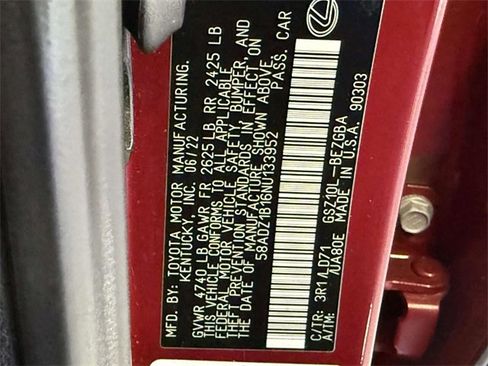 MFD. BY: TOYOTA MOTOR MANUFACTURING.
KENTUCKY. INC. 06/22
GVWR 4740 LB GAWR FR 2625 LB RR 2425 LB
THIS VEHICLE CONFORMS TO ALL APPLICABLE
FEDERAL MOTOR VEHICLE SAFETY, BUMPER, AND
THEFT PREVENTION STANDARDS IN EFFECT ON
THE DATE OF MANUFACTURE SHOWN ABOVE.
58ADZ1B16NU133952 PASS. CAR
C/TR: 3R1/LDZ1 GSZ10L-BEZGBA
A/TM: /UA80E MADE IN U.S.A. 90303